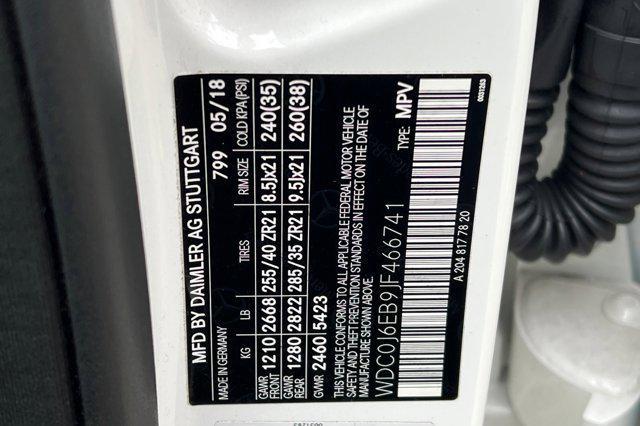 MFD BY DAIMLER AG STUTTGART
MADE IN GERMANY 799 05/18
KG LB TIRES RIM SIZE COLD KPA(PSI)
GAWR FRONT 1210 2668 255/40 ZR21 8.5Jx21 240(35)
GAWR REAR 1280 2822 285/35 ZR21 9.5Jx21 260(38)
GVWR 2460 5423
THIS VEHICLE CONFORMS TO ALL APPLICABLE FEDERAL MOTOR VEHICLE
SAFETY AND THEFT PREVENTION STANDARDS IN EFFECT ON THE DATE OF
MANUFACTURE SHOWN ABOVE. TYPE: MPV
WDC0J6EB9JF466741
A 204 817 78 20
0031263